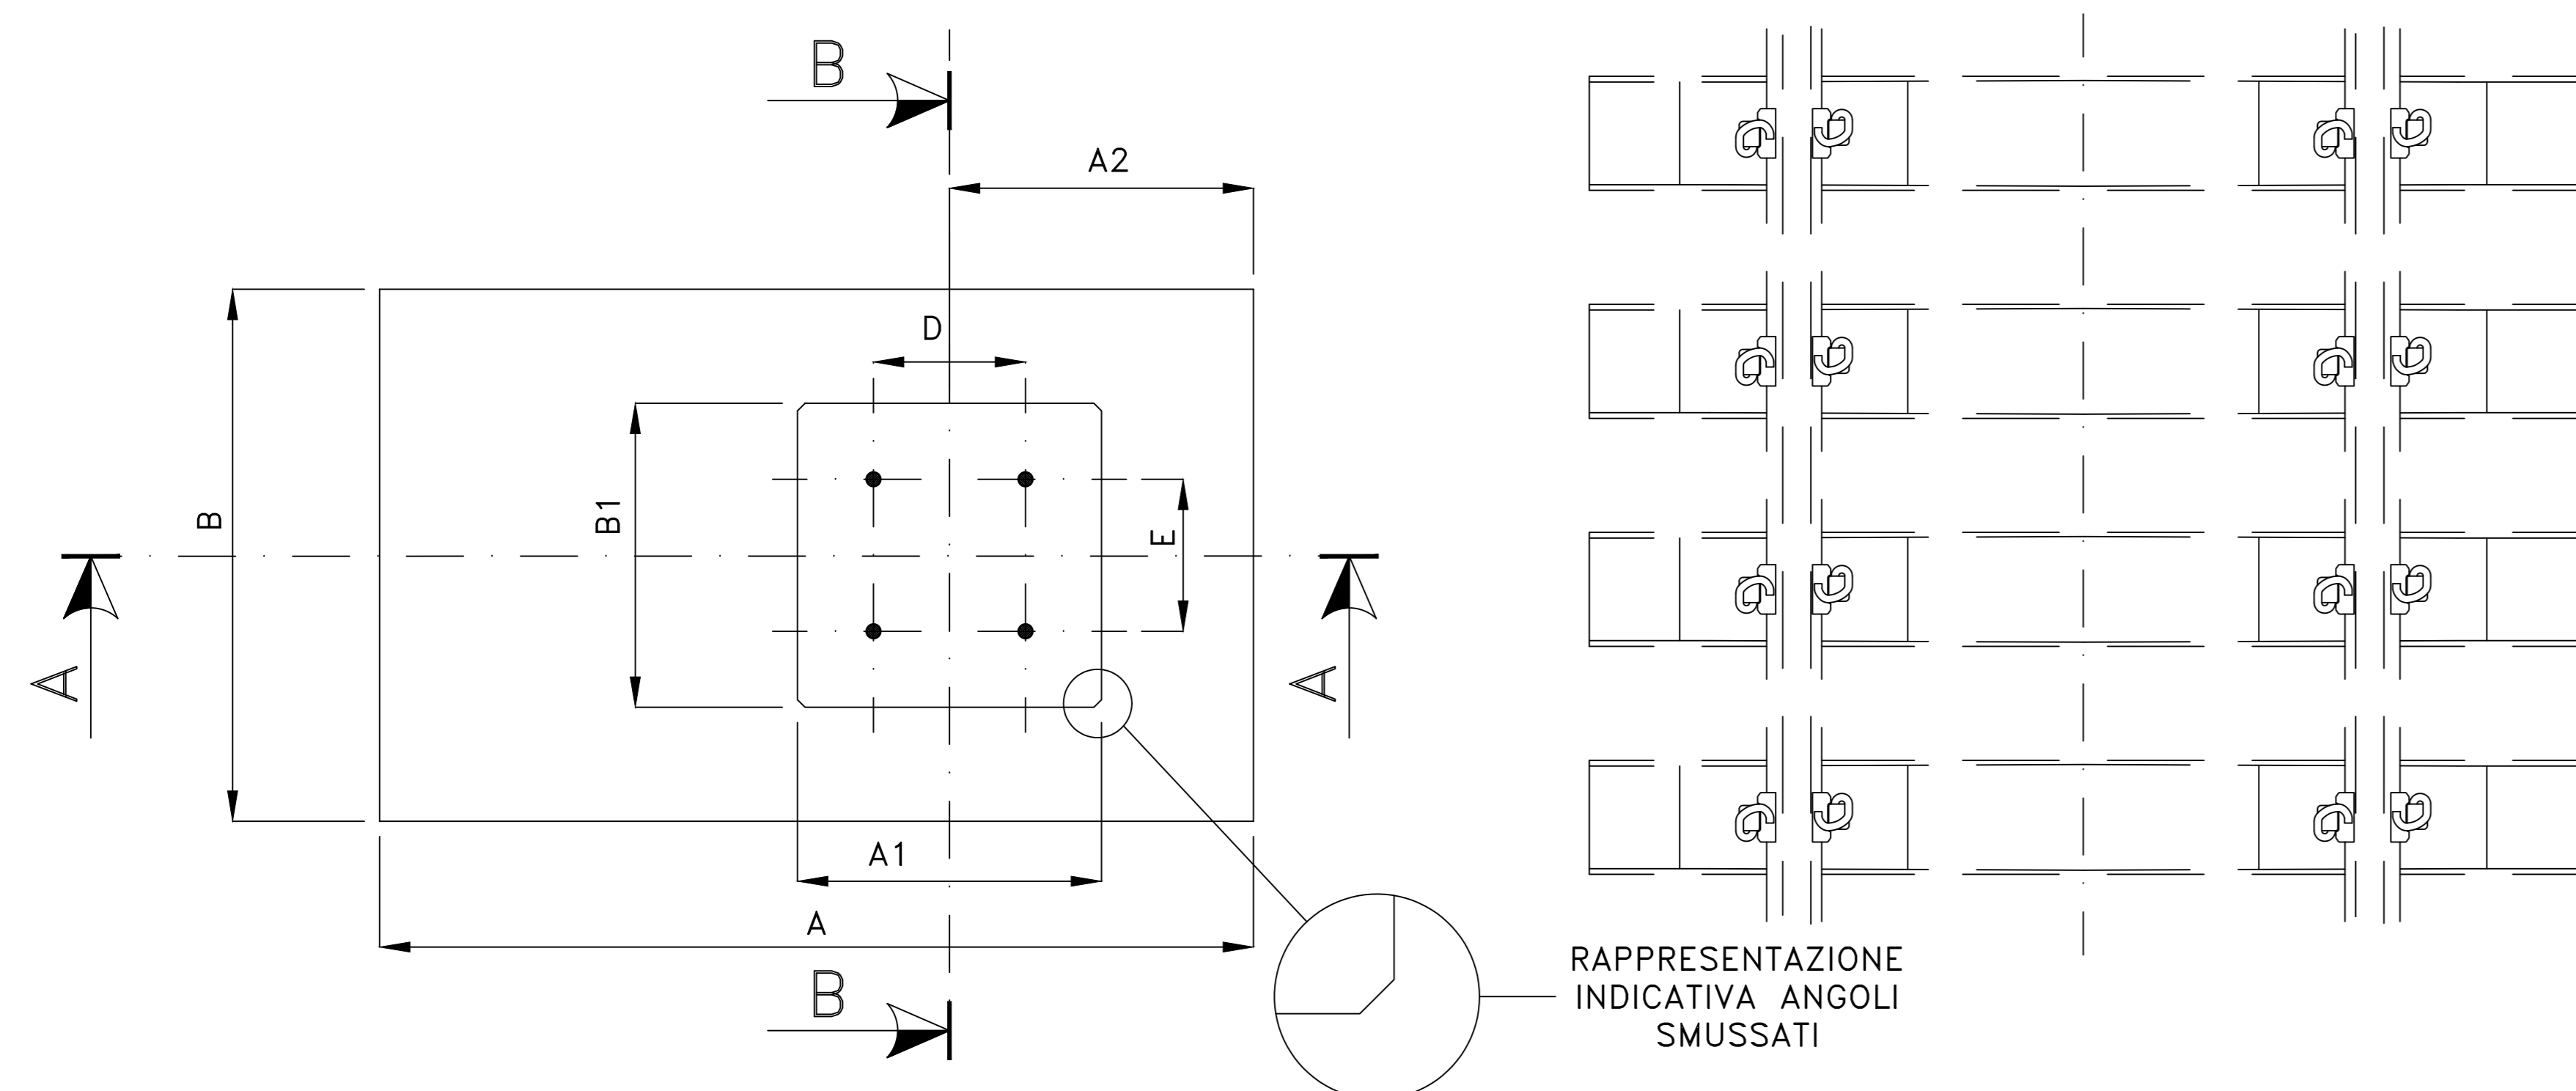 B
A2
D
B1
B
E
A
A
A1
A
B
RAPPRESENTAZIONE
INDICATIVA ANGOLI
SMUSSATI